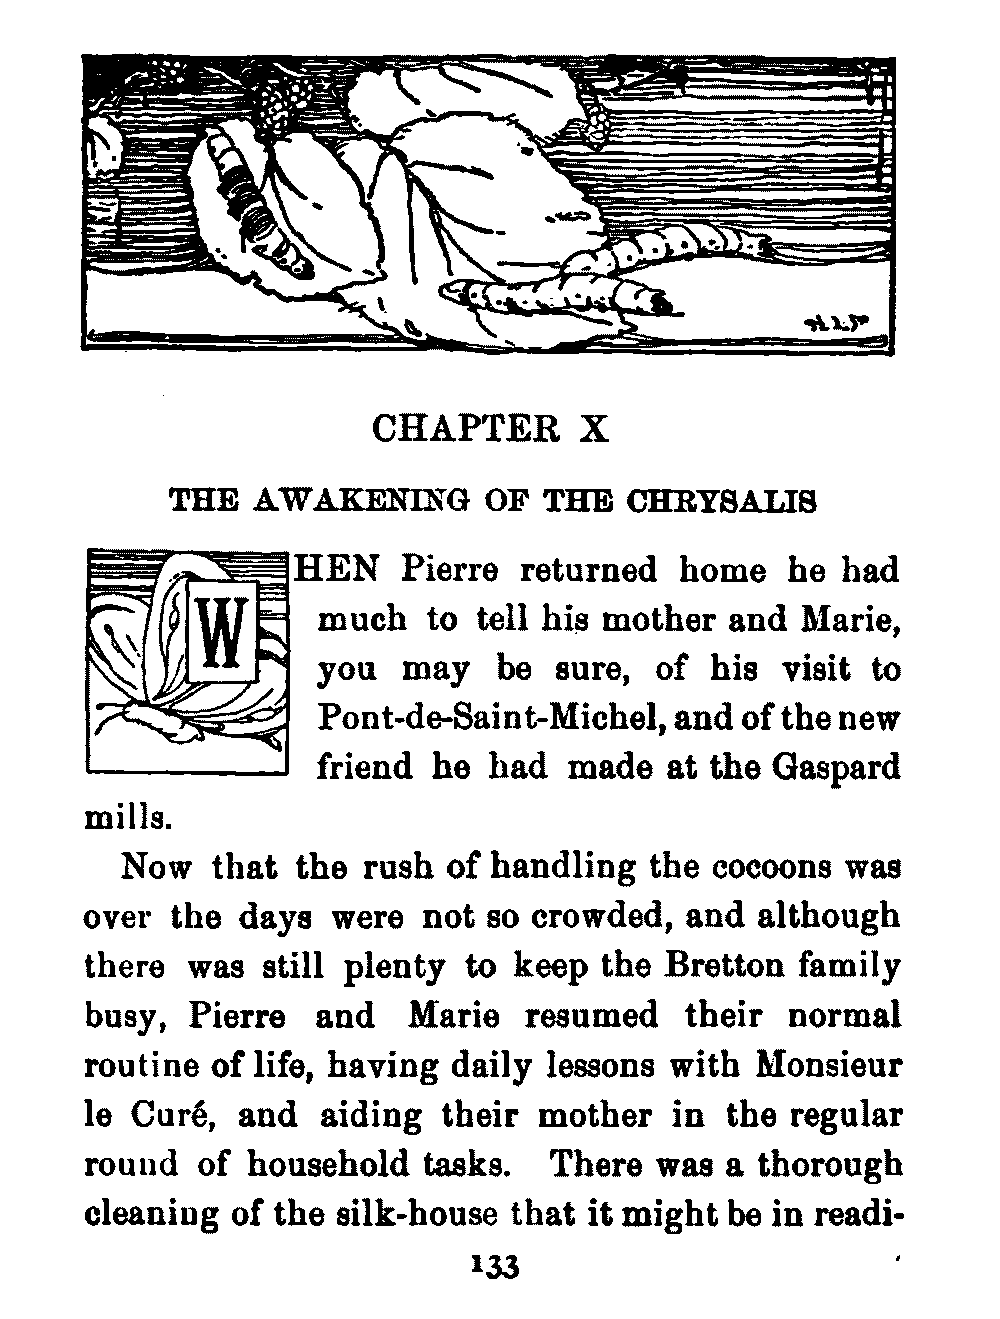 CHAPTER X
THE AWAKENING OF THE CHRYSALIS
WHEN Pierre returned home he had
much to tell his mother and Marie,
you may be sure, of his visit to
Pont-de-Saint-Michel, and of the new
friend he had made at the Gaspard
mills.
Now that the rush of handling the cocoons was
over the days were not so crowded, and although
there was still plenty to keep the Bretton family
busy, Pierre and Marie resumed their normal
routine of life, having daily lessons with Monsieur
le Curé, and aiding their mother in the regular
round of household tasks. There was a thorough
cleaning of the silk-house that it might be in readi-
133